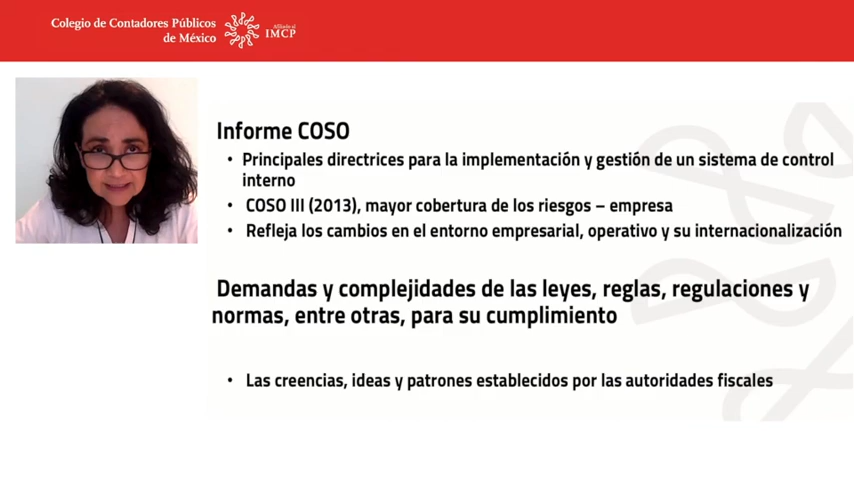 Colegio de Contadores Públicos
de México
Afiliado al
IMCP
Informe COSO
• Principales directrices para la implementación y gestión de un sistema de control
interno
• COSO III (2013), mayor cobertura de los riesgos – empresa
• Refleja los cambios en el entorno empresarial, operativo y su internacionalización
Demandas y complejidades de las leyes, reglas, regulaciones y
normas, entre otras, para su cumplimiento
• Las creencias, ideas y patrones establecidos por las autoridades fiscales